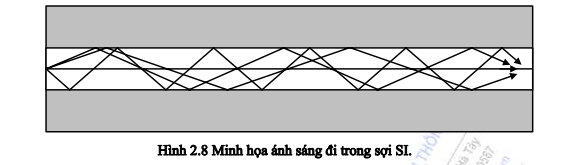 Hình 2.8 Minh họa ánh sáng đi trong sợi SI.